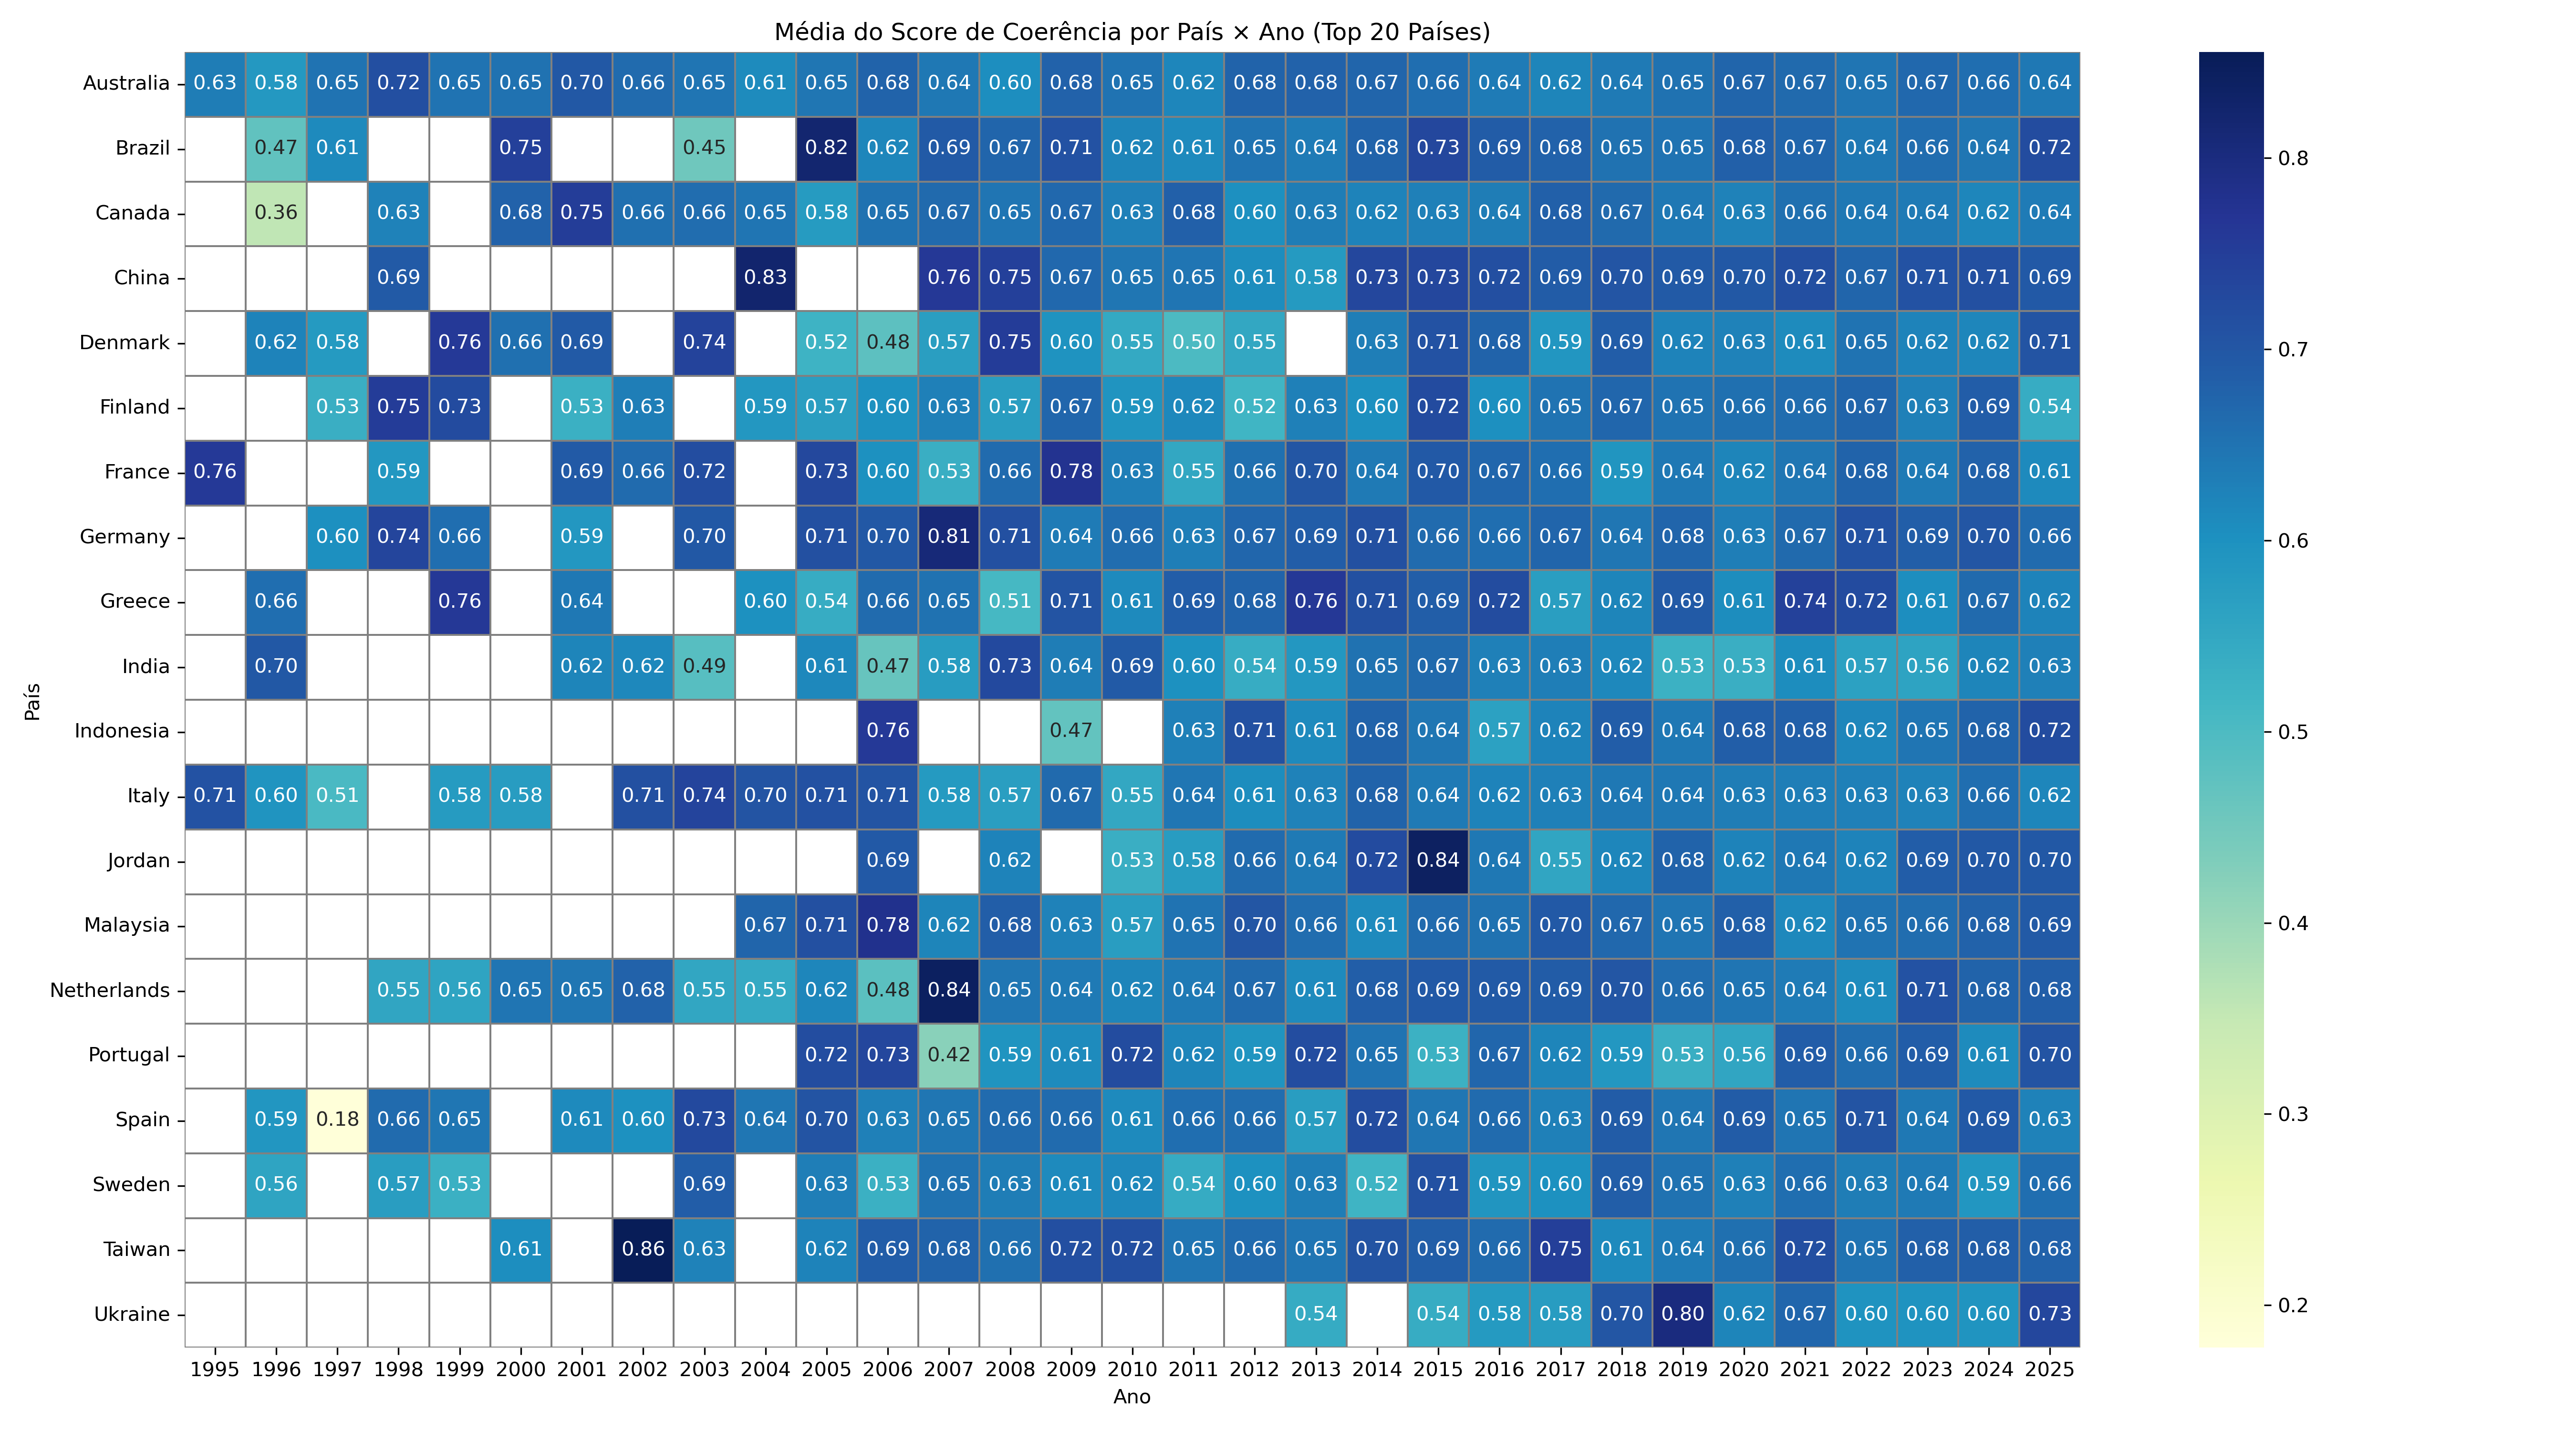 Média do Score de Coerência por País × Ano (Top 20 Países)
Australia 0.63 0.58 0.65 0.72 0.65 0.65 0.70 0.66 0.65 0.61 0.65 0.68 0.64 0.60 0.68 0.65 0.62 0.68 0.68 0.67 0.66 0.64 0.62 0.64 0.65 0.67 0.67 0.65 0.67 0.66 0.64
Brazil 0.47 0.61 0.75 0.45 0.82 0.62 0.69 0.67 0.71 0.62 0.61 0.65 0.64 0.68 0.73 0.69 0.68 0.65 0.65 0.68 0.67 0.64 0.66 0.64 0.72
Canada 0.36 0.63 0.68 0.75 0.66 0.66 0.65 0.58 0.65 0.67 0.65 0.67 0.63 0.68 0.60 0.63 0.62 0.63 0.64 0.68 0.67 0.64 0.63 0.66 0.64 0.64 0.62 0.64
China 0.69 0.83 0.76 0.75 0.67 0.65 0.65 0.61 0.58 0.73 0.73 0.72 0.69 0.70 0.69 0.70 0.72 0.67 0.71 0.71 0.69
Denmark 0.62 0.58 0.76 0.66 0.69 0.74 0.52 0.48 0.57 0.75 0.60 0.55 0.50 0.55 0.63 0.71 0.68 0.59 0.69 0.62 0.63 0.61 0.65 0.62 0.62 0.71
Finland 0.53 0.75 0.73 0.53 0.63 0.59 0.57 0.60 0.63 0.57 0.67 0.59 0.62 0.52 0.63 0.60 0.72 0.60 0.65 0.67 0.65 0.66 0.66 0.67 0.63 0.69 0.54
France 0.76 0.59 0.69 0.66 0.72 0.73 0.60 0.53 0.66 0.78 0.63 0.55 0.66 0.70 0.64 0.70 0.67 0.66 0.59 0.64 0.62 0.64 0.68 0.64 0.68 0.61
Germany 0.60 0.74 0.66 0.59 0.70 0.71 0.70 0.81 0.71 0.64 0.66 0.63 0.67 0.69 0.71 0.66 0.66 0.67 0.64 0.68 0.63 0.67 0.71 0.69 0.70 0.66
Greece 0.66 0.76 0.64 0.60 0.54 0.66 0.65 0.51 0.71 0.61 0.69 0.68 0.76 0.71 0.69 0.72 0.57 0.62 0.69 0.61 0.74 0.72 0.61 0.67 0.62
India 0.70 0.62 0.62 0.49 0.61 0.47 0.58 0.73 0.64 0.69 0.60 0.54 0.59 0.65 0.67 0.63 0.63 0.62 0.53 0.53 0.61 0.57 0.56 0.62 0.63
Indonesia 0.76 0.47 0.63 0.71 0.61 0.68 0.64 0.57 0.62 0.69 0.64 0.68 0.68 0.62 0.65 0.68 0.72
Italy 0.71 0.60 0.51 0.58 0.58 0.71 0.74 0.70 0.71 0.71 0.58 0.57 0.67 0.55 0.64 0.61 0.63 0.68 0.64 0.62 0.63 0.64 0.64 0.63 0.63 0.63 0.63 0.66 0.62
Jordan 0.69 0.62 0.53 0.58 0.66 0.64 0.72 0.84 0.64 0.55 0.62 0.68 0.62 0.64 0.62 0.69 0.70 0.70
Malaysia 0.67 0.71 0.78 0.62 0.68 0.63 0.57 0.65 0.70 0.66 0.61 0.66 0.65 0.70 0.67 0.65 0.68 0.62 0.65 0.66 0.68 0.69
Netherlands 0.55 0.56 0.65 0.65 0.68 0.55 0.55 0.62 0.48 0.84 0.65 0.64 0.62 0.64 0.67 0.61 0.68 0.69 0.69 0.69 0.70 0.66 0.65 0.64 0.61 0.71 0.68 0.68
Portugal 0.72 0.73 0.42 0.59 0.61 0.72 0.62 0.59 0.72 0.65 0.53 0.67 0.62 0.59 0.53 0.56 0.69 0.66 0.69 0.61 0.70
Spain 0.59 0.18 0.66 0.65 0.61 0.60 0.73 0.64 0.70 0.63 0.65 0.66 0.66 0.61 0.66 0.66 0.57 0.72 0.64 0.66 0.63 0.69 0.64 0.69 0.65 0.71 0.64 0.69 0.63
Sweden 0.56 0.57 0.53 0.69 0.63 0.53 0.65 0.63 0.61 0.62 0.54 0.60 0.63 0.52 0.71 0.59 0.60 0.69 0.65 0.63 0.66 0.63 0.64 0.59 0.66
Taiwan 0.61 0.86 0.63 0.62 0.69 0.68 0.66 0.72 0.72 0.65 0.66 0.65 0.70 0.69 0.66 0.75 0.61 0.64 0.66 0.72 0.65 0.68 0.68 0.68
Ukraine 0.54 0.54 0.58 0.58 0.70 0.80 0.62 0.67 0.60 0.60 0.60 0.73
1995 1996 1997 1998 1999 2000 2001 2002 2003 2004 2005 2006 2007 2008 2009 2010 2011 2012 2013 2014 2015 2016 2017 2018 2019 2020 2021 2022 2023 2024 2025
Ano
País
0.8
0.7
0.6
0.5
0.4
0.3
0.2